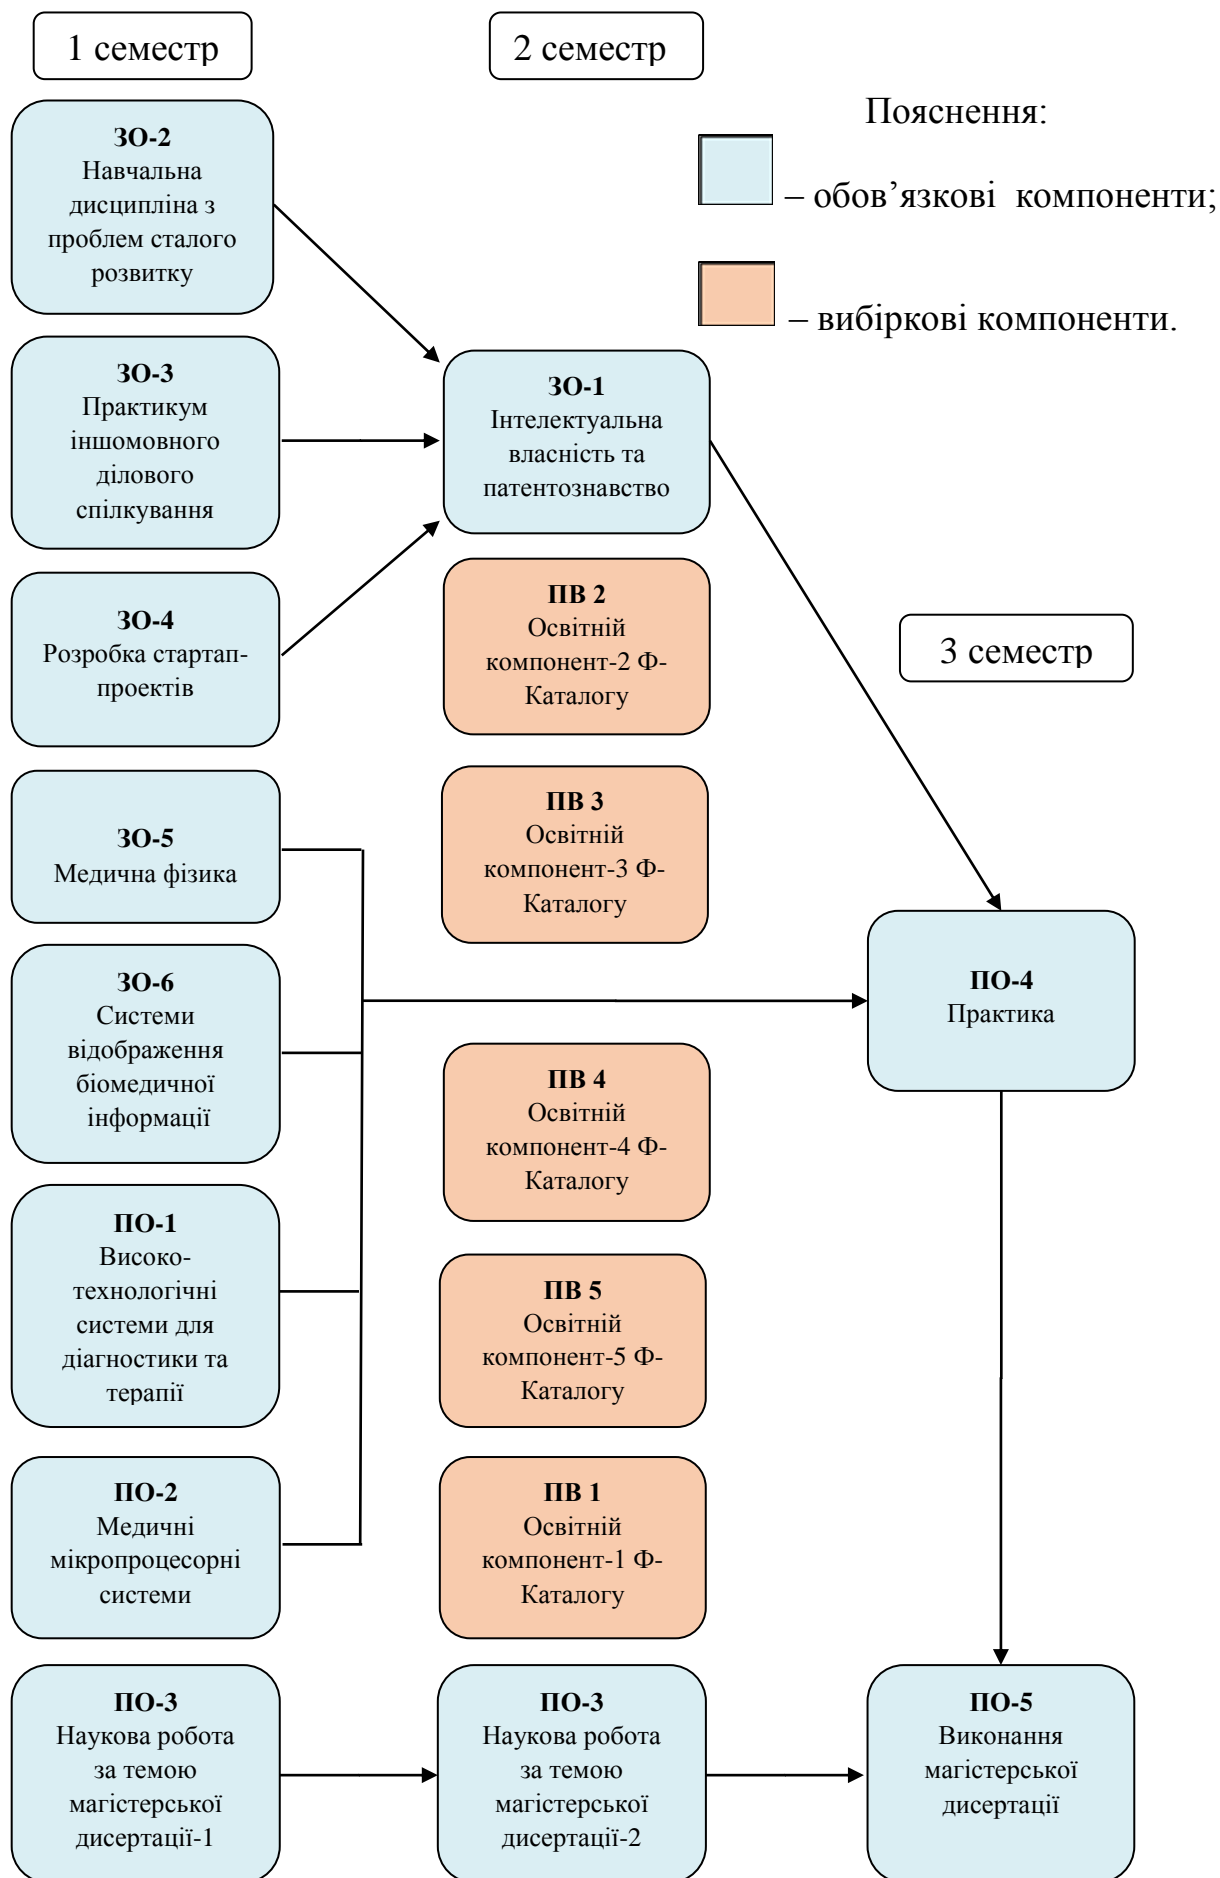 1 семестр
2 семестр
Пояснення:
– обов’язкові компоненти;
– вибіркові компоненти.
ЗО-2
Навчальна
дисципліна з
проблем сталого
розвитку
ЗО-3
Практикум
іншомовного
ділового
спілкування
ЗО-1
Інтелектуальна
власність та
патентознавство
ЗО-4
Розробка стартап-
проектів
ПВ 2
Освітній
компонент-2 Ф-
Каталогу
3 семестр
ЗО-5
Медична фізика
ПВ 3
Освітній
компонент-3 Ф-
Каталогу
ЗО-6
Системи
відображення
біомедичної
інформації
ПО-4
Практика
ПВ 4
Освітній
компонент-4 Ф-
Каталогу
ПО-1
Високо-
технологічні
системи для
діагностики та
терапії
ПВ 5
Освітній
компонент-5 Ф-
Каталогу
ПО-2
Медичні
мікропроцесорні
системи
ПВ 1
Освітній
компонент-1 Ф-
Каталогу
ПО-3
Наукова робота
за темою
магістерської
дисертації-1
ПО-3
Наукова робота
за темою
магістерської
дисертації-2
ПО-5
Виконання
магістерської
дисертації